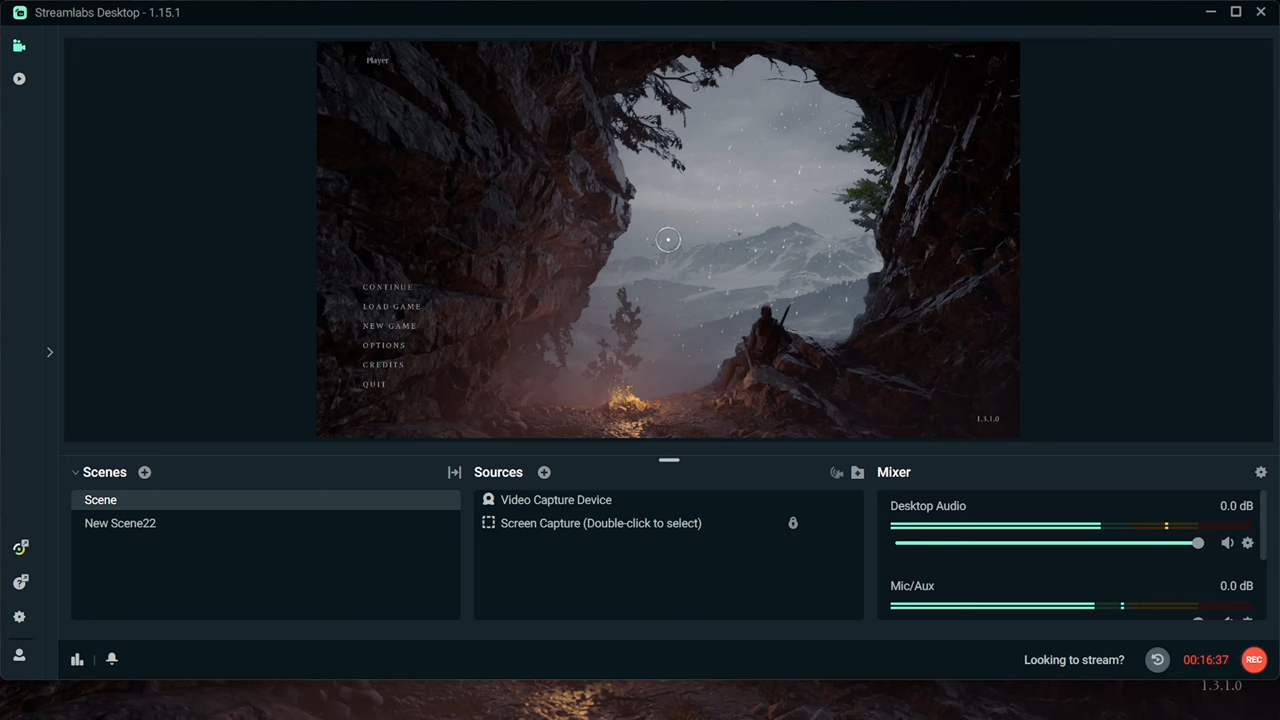 Streamlabs Desktop - 1.15.1
Player
CONTINUE
LOAD GAME
NEW GAME
OPTIONS
CREDITS
QUIT
1.3.1.0
Scenes
Scene
New Scene22
Sources
Video Capture Device
Screen Capture (Double-click to select)
Mixer
Desktop Audio 0.0 dB
Mic/Aux 0.0 dB
Looking to stream? 00:16:37 REC
1.3.1.0